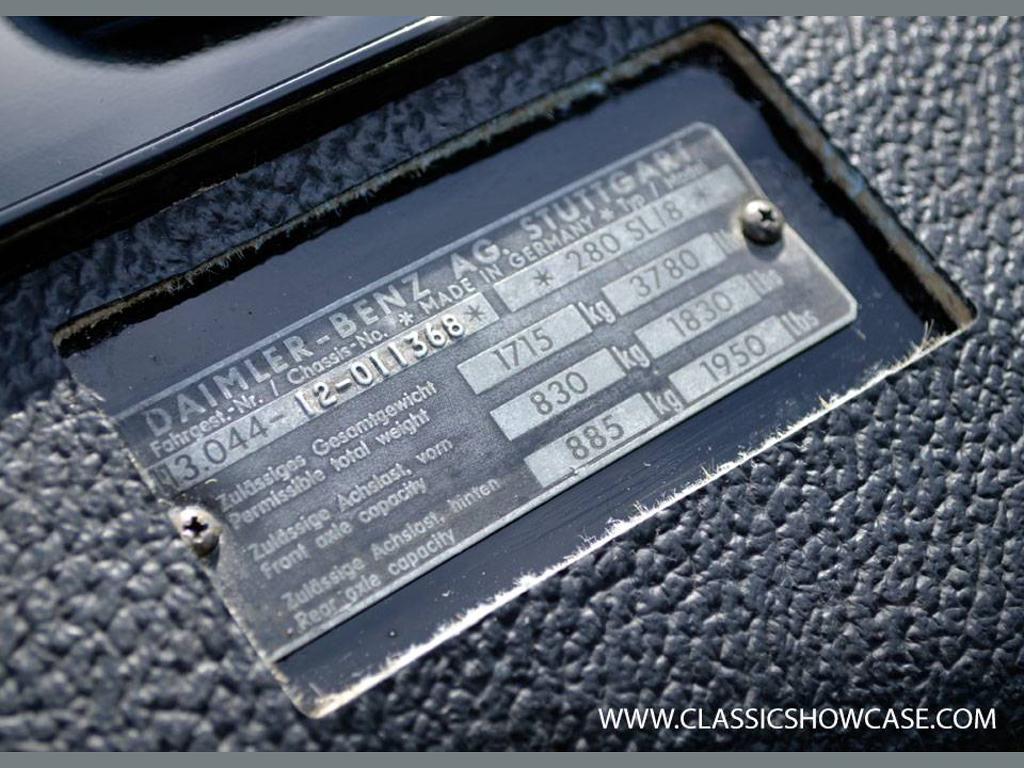 DAIMLER-BENZ AG. STUTTGART
Fahrgest.-Nr. / Chassis-No. * MADE IN GERMANY * Typ / Motor
113.044-12-011368* * 280 SL/8 *
Zulässiges Gesamtgewicht
Permissible total weight 1715 kg 3780 lbs
Zulässige Achslast, vorn
Front axle capacity 830 kg 1830 lbs
Zulässige Achslast, hinten
Rear axle capacity 885 kg 1950 lbs
WWW.CLASSICSHOWCASE.COM